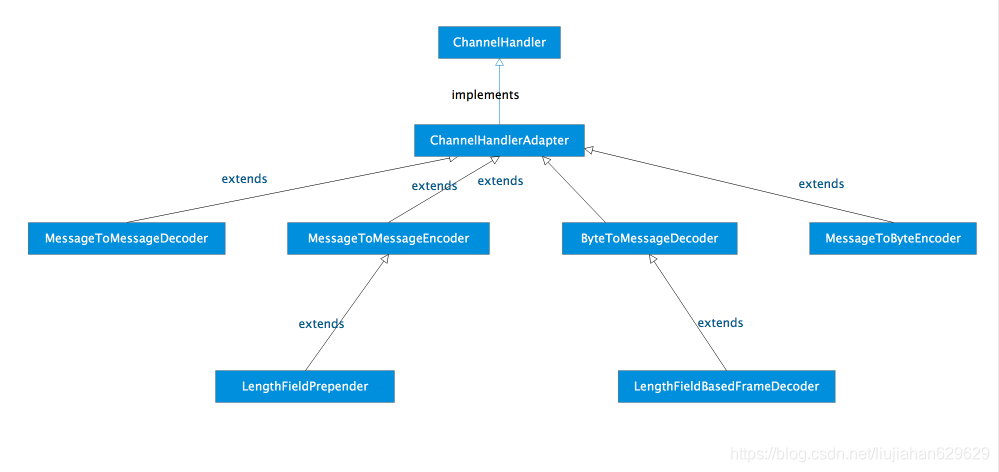 ChannelHandler
implements
ChannelHandlerAdapter
extends
extends
extends
extends
MessageToMessageDecoder
MessageToMessageEncoder
ByteToMessageDecoder
MessageToByteEncoder
extends
extends
LengthFieldPrepender
LengthFieldBasedFrameDecoder
https://blog.csdn.net/liujiahan629629